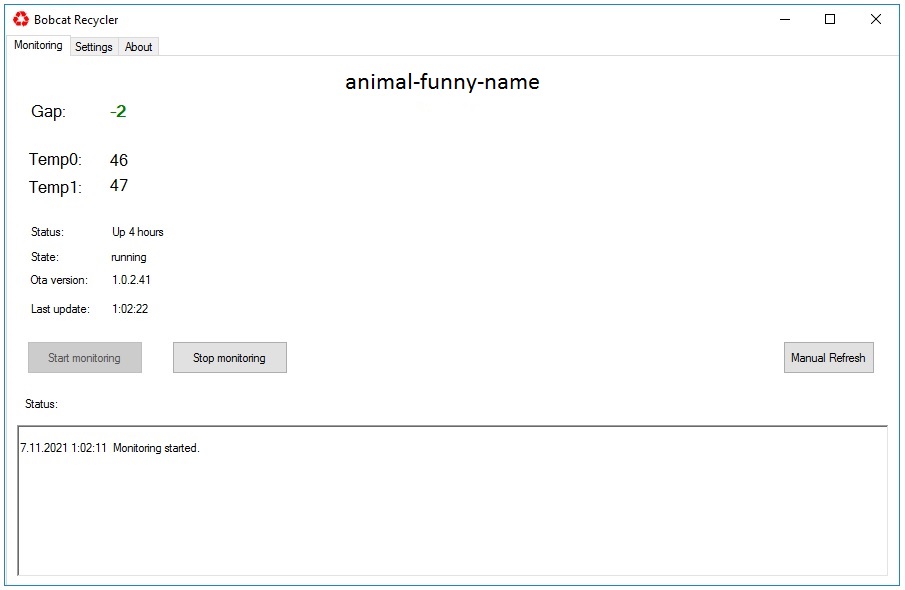 Bobcat Recycler
Monitoring Settings About
animal-funny-name
Gap: -2
Temp0: 46
Temp1: 47
Status: Up 4 hours
State: running
Ota version: 1.0.2.41
Last update: 1:02:22
Start monitoring Stop monitoring Manual Refresh
Status:
7.11.2021 1:02:11 Monitoring started.